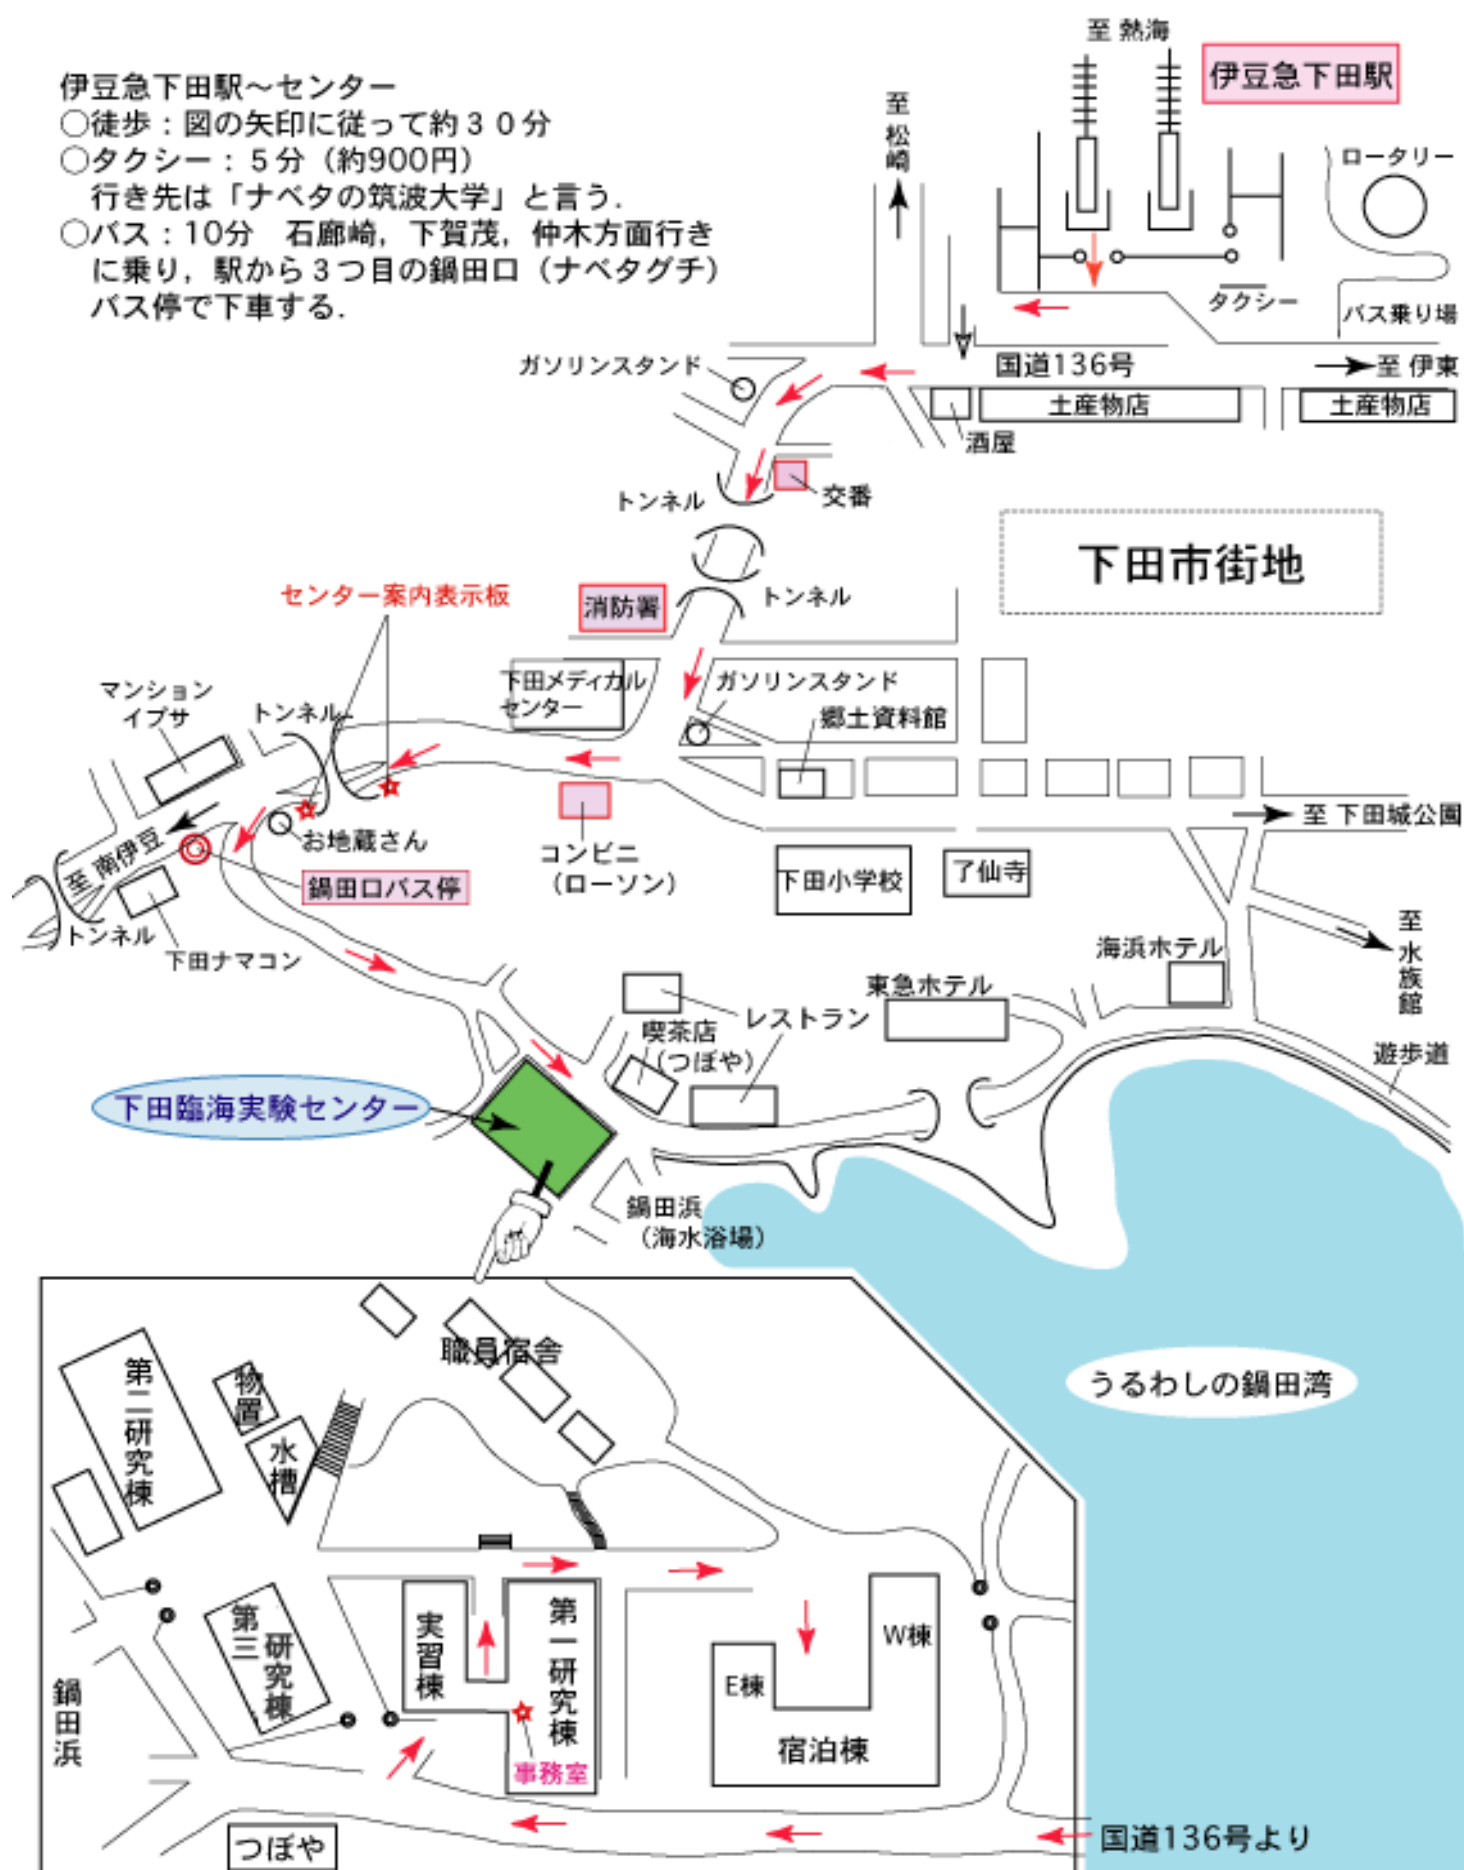 伊豆急下田駅～センター
○徒歩：図の矢印に従って約３０分
○タクシー：５分（約900円）
行き先は「ナベタの筑波大学」と言う．
○バス：10分　石廊崎，下賀茂，仲木方面行き
に乗り，駅から３つ目の鍋田口（ナベタグチ）
バス停で下車する．
至 熱海
伊豆急下田駅
至 松崎
ロータリー
タクシー
バス乗り場
ガソリンスタンド
国道136号
至 伊東
土産物店
土産物店
酒屋
トンネル
交番
下田市街地
センター案内表示板
消防署
トンネル
マンション
イブサ
トンネル
下田メディカル
センター
ガソリンスタンド
郷土資料館
至 下田城公園
お地蔵さん
至 南伊豆
コンビニ
（ローソン）
鍋田口バス停
下田小学校
了仙寺
トンネル
下田ナマコン
至 水族館
海浜ホテル
東急ホテル
レストラン
喫茶店
（つぼや）
遊歩道
下田臨海実験センター
鍋田浜
（海水浴場）
うるわしの鍋田湾
職員宿舎
第二研究棟
物置
水槽
第三
研究棟
実習棟
第一研究棟
W棟
E棟
宿泊棟
鍋田浜
事務室
つぼや
国道136号より